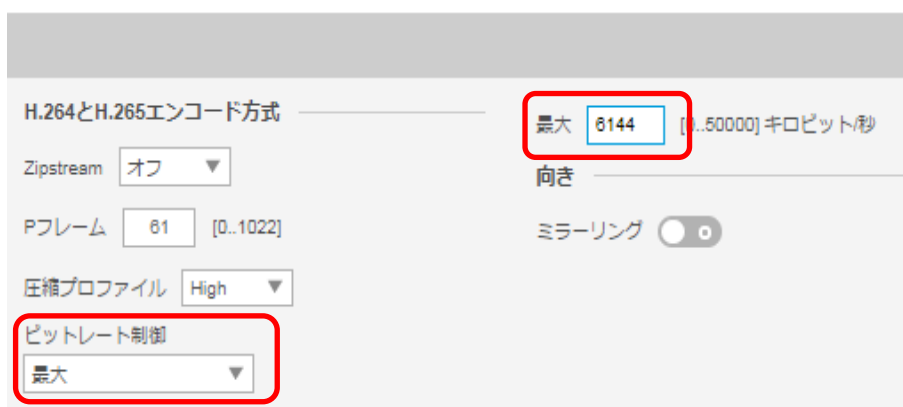 H.264とH.265エンコード方式
Zipstream オフ
Pフレーム 61 [0..1022]
圧縮プロファイル High
ビットレート制御
最大
最大 6144 [0..50000] キロビット/秒
向き
ミラーリング